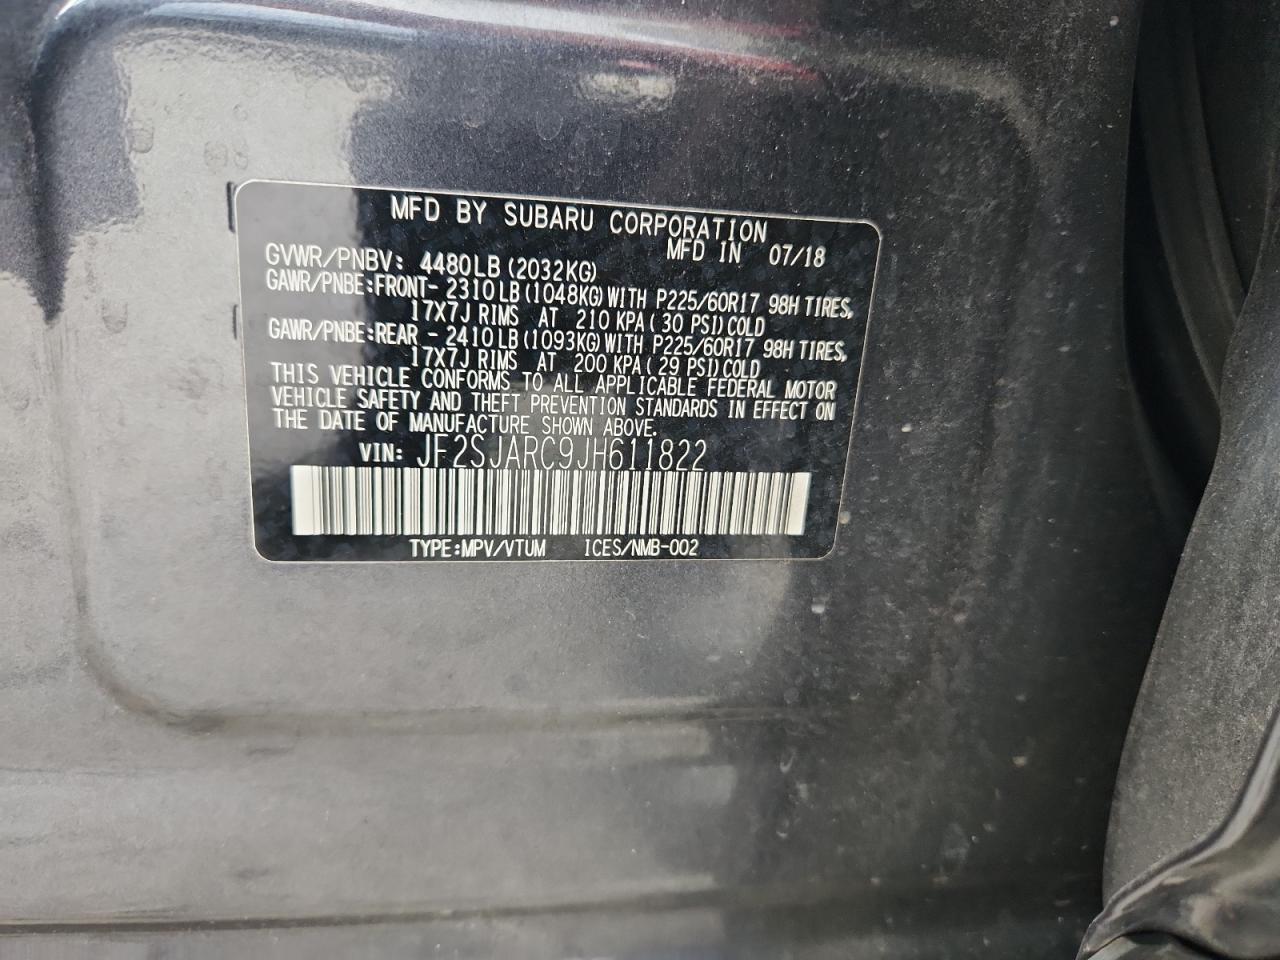 MFD BY SUBARU CORPORATION
MFD IN 07/18
GVWR/PNBV: 4480LB(2032KG)
GAWR/PNBE:FRONT- 2310LB(1048KG)WITH P225/60R17 98H TIRES,
17X7J RIMS AT 210 KPA( 30 PSI)COLD
GAWR/PNBE:REAR - 2410LB(1093KG)WITH P225/60R17 98H TIRES,
17X7J RIMS AT 200 KPA( 29 PSI)COLD
THIS VEHICLE CONFORMS TO ALL APPLICABLE FEDERAL MOTOR
VEHICLE SAFETY AND THEFT PREVENTION STANDARDS IN EFFECT ON
THE DATE OF MANUFACTURE SHOWN ABOVE.
VIN: JF2SJARC9JH611822
TYPE:MPV/VTUM ICES/NMB-002